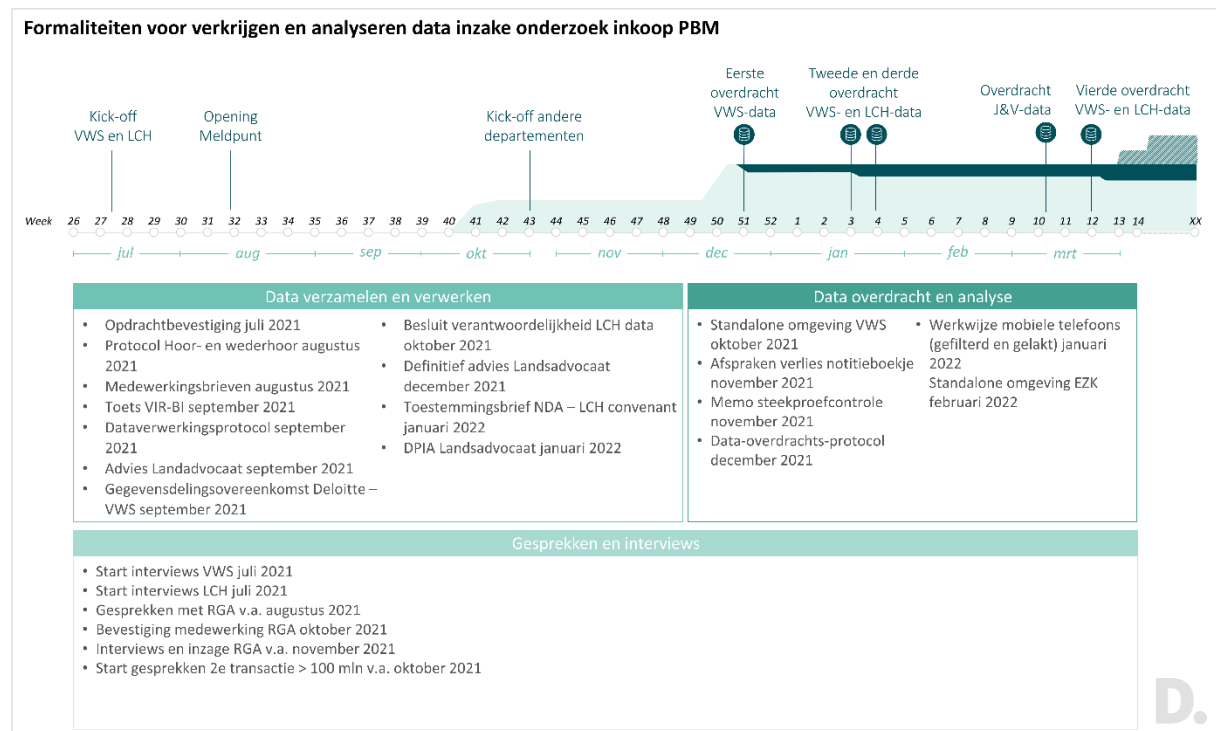 Formaliteiten voor verkrijgen en analyseren data inzake onderzoek inkoop PBM
Kick-off
VWS en LCH
Opening
Meldpunt
Kick-off andere
departementen
Eerste
overdracht
VWS-data
Tweede en derde
overdracht
VWS- en LCH-data
Overdracht
J&V-data
Vierde overdracht
VWS- en LCH-data
Week 26 27 28 29 30 31 32 33 34 35 36 37 38 39 40 41 42 43 44 45 46 47 48 49 50 51 52 1 2 3 4 5 6 7 8 9 10 11 12 13 14 XX
jul aug sep okt nov dec jan feb mrt
Data verzamelen en verwerken
• Opdrachtbevestiging juli 2021
• Protocol Hoor- en wederhoor augustus
2021
• Medewerkingsbrieven augustus 2021
• Toets VIR-BI september 2021
• Dataverwerkingsprotocol september
2021
• Advies Landadvocaat september 2021
• Gegevensdelingsovereenkomst Deloitte –
VWS september 2021
• Besluit verantwoordelijkheid LCH data
oktober 2021
• Definitief advies Landsadvocaat
december 2021
• Toestemmingsbrief NDA – LCH convenant
januari 2022
• DPIA Landsadvocaat januari 2022
Data overdracht en analyse
• Standalone omgeving VWS
oktober 2021
• Afspraken verlies notitieboekje
november 2021
• Memo steekproefcontrole
november 2021
• Data-overdrachts-protocol
december 2021
• Werkwijze mobiele telefoons
(gefilterd en gelakt) januari
2022
Standalone omgeving EZK
februari 2022
Gesprekken en interviews
• Start interviews VWS juli 2021
• Start interviews LCH juli 2021
• Gesprekken met RGA v.a. augustus 2021
• Bevestiging medewerking RGA oktober 2021
• Interviews en inzage RGA v.a. november 2021
• Start gesprekken 2e transactie > 100 mln v.a. oktober 2021
D.